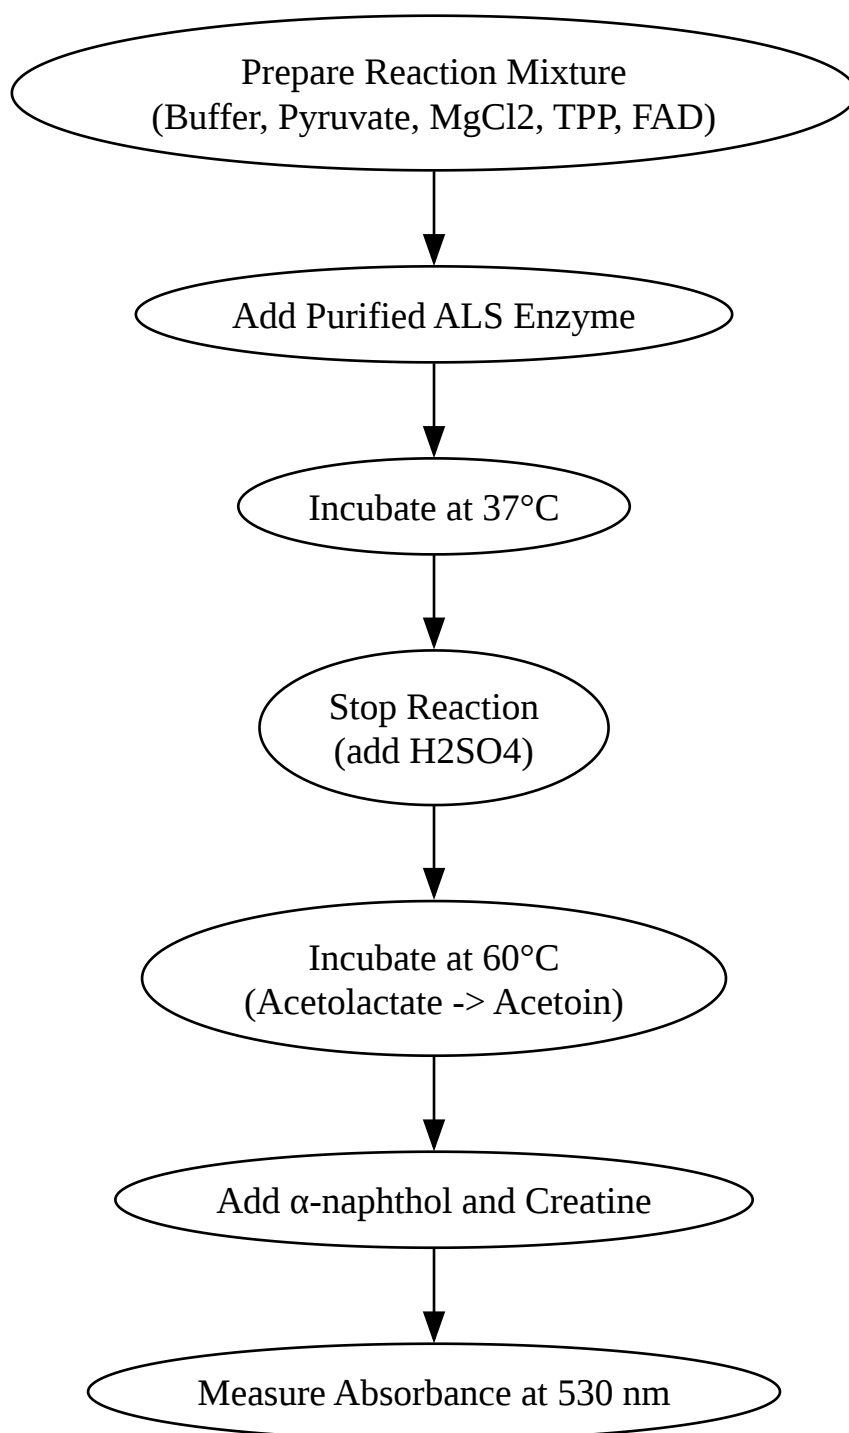 Prepare Reaction Mixture
(Buffer, Pyruvate, MgCl2, TPP, FAD)
Add Purified ALS Enzyme
Incubate at 37°C
Stop Reaction
(add H2SO4)
Incubate at 60°C
(Acetolactate -> Acetoin)
Add α-naphthol and Creatine
Measure Absorbance at 530 nm